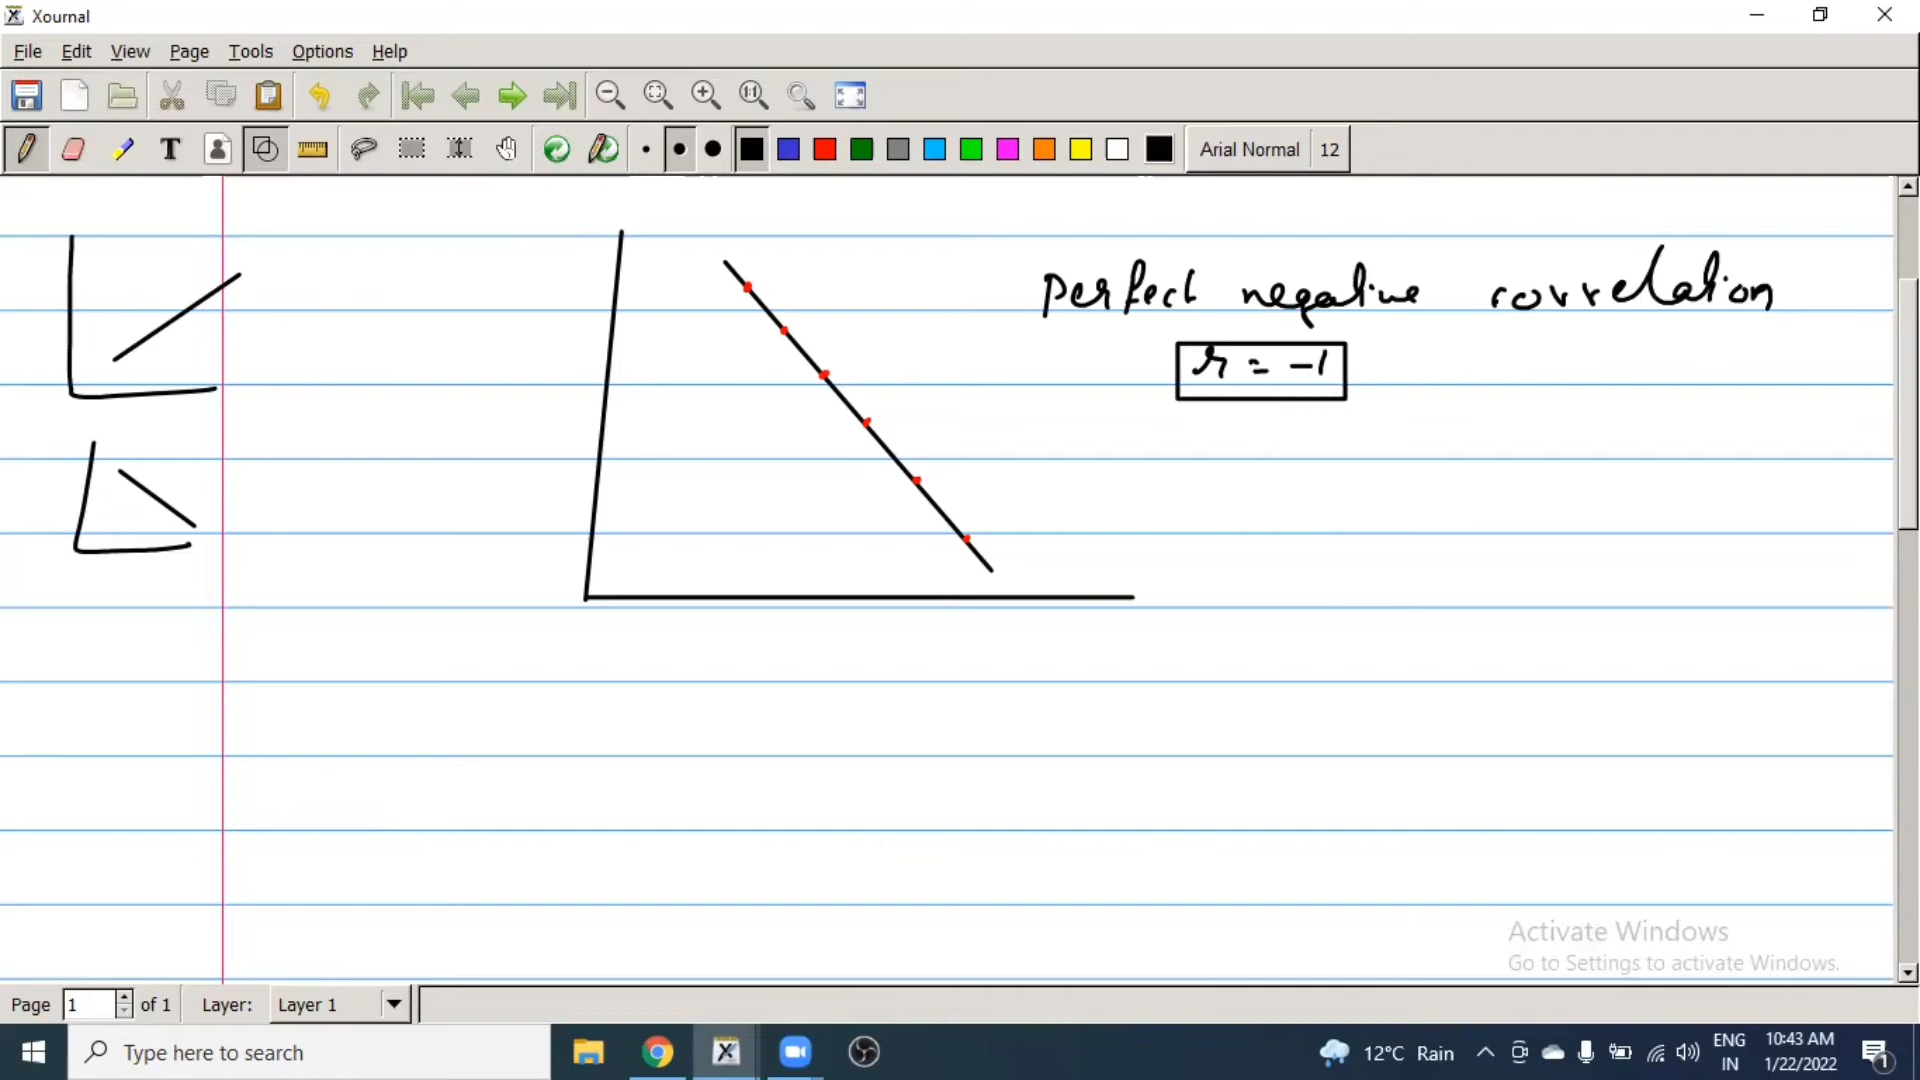 Xournal
File Edit View Page Tools Options Help
Arial Normal 12
perfect negative correlation
r = -1
Activate Windows
Go to Settings to activate Windows.
Page 1 of 1 Layer: Layer 1
Type here to search
12°C Rain
ENG
IN
10:43 AM
1/22/2022
1